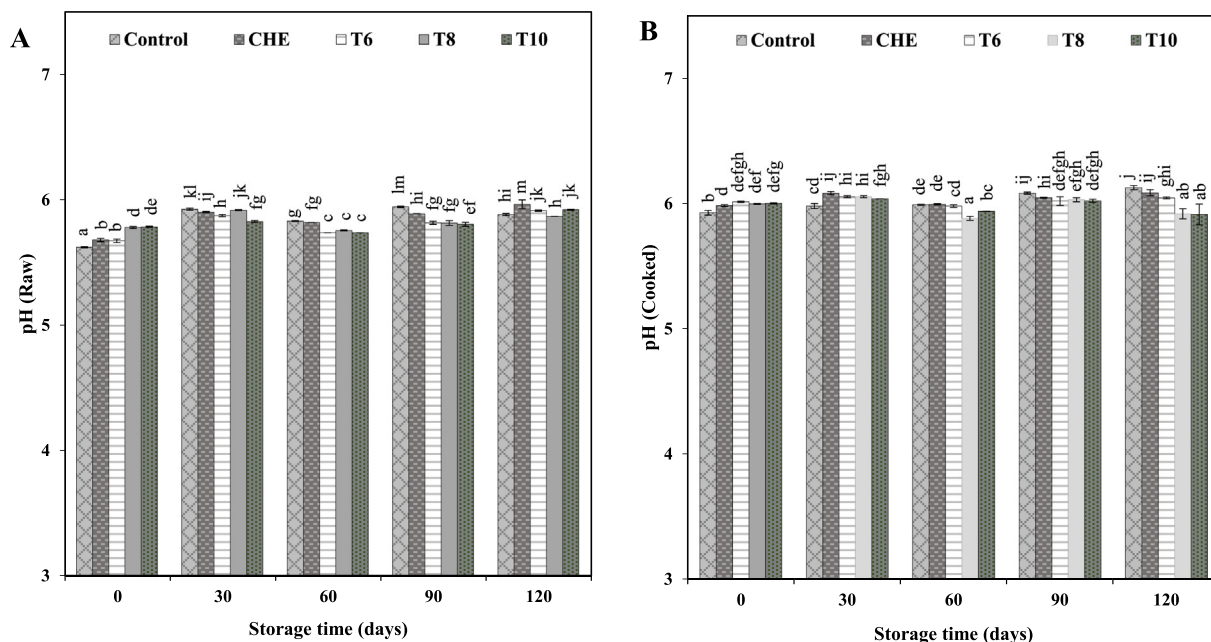 A
Control CHE T6 T8 T10
7
6
5
4
3
pH (Raw)
a b b d de
kl ij h jk fg
g fg c c c
lm hi fg fg ef
hi m jk h jk
0 30 60 90 120
Storage time (days)
B
Control CHE T6 T8 T10
7
6
5
4
3
pH (Cooked)
b d defgh def defg
cd ij hi hi fgh
de de cd a bc
ij hi defgh efgh defgh
j ij ghi ab ab
0 30 60 90 120
Storage time (days)